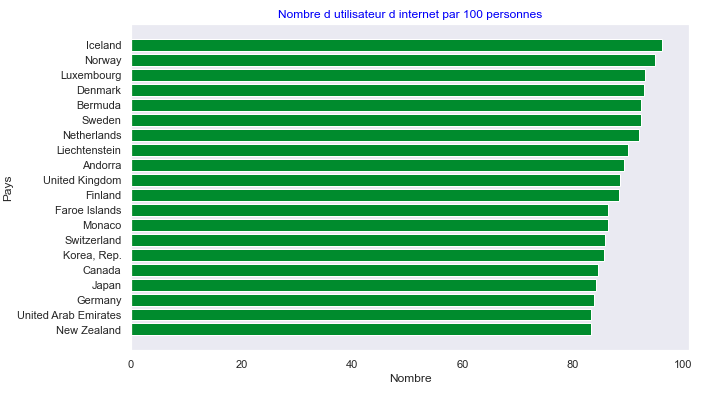 Nombre d utilisateur d internet par 100 personnes
Pays
Iceland
Norway
Luxembourg
Denmark
Bermuda
Sweden
Netherlands
Liechtenstein
Andorra
United Kingdom
Finland
Faroe Islands
Monaco
Switzerland
Korea, Rep.
Canada
Japan
Germany
United Arab Emirates
New Zealand
0 20 40 60 80 100
Nombre